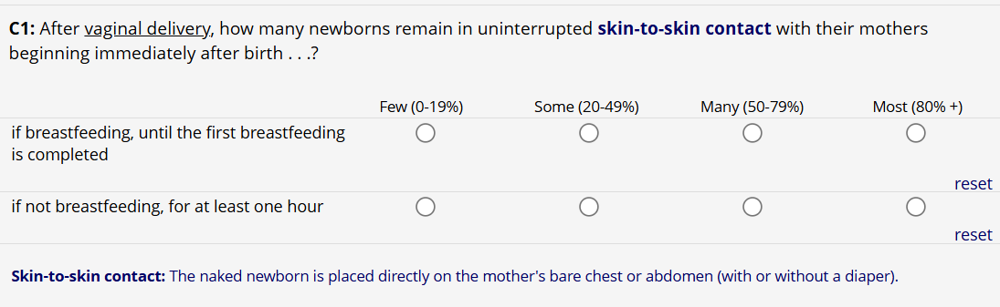 C1: After vaginal delivery, how many newborns remain in uninterrupted skin-to-skin contact with their mothers
beginning immediately after birth . . .?
Few (0-19%) Some (20-49%) Many (50-79%) Most (80% +)
if breastfeeding, until the first breastfeeding
is completed
reset
if not breastfeeding, for at least one hour
reset
Skin-to-skin contact: The naked newborn is placed directly on the mother's bare chest or abdomen (with or without a diaper).